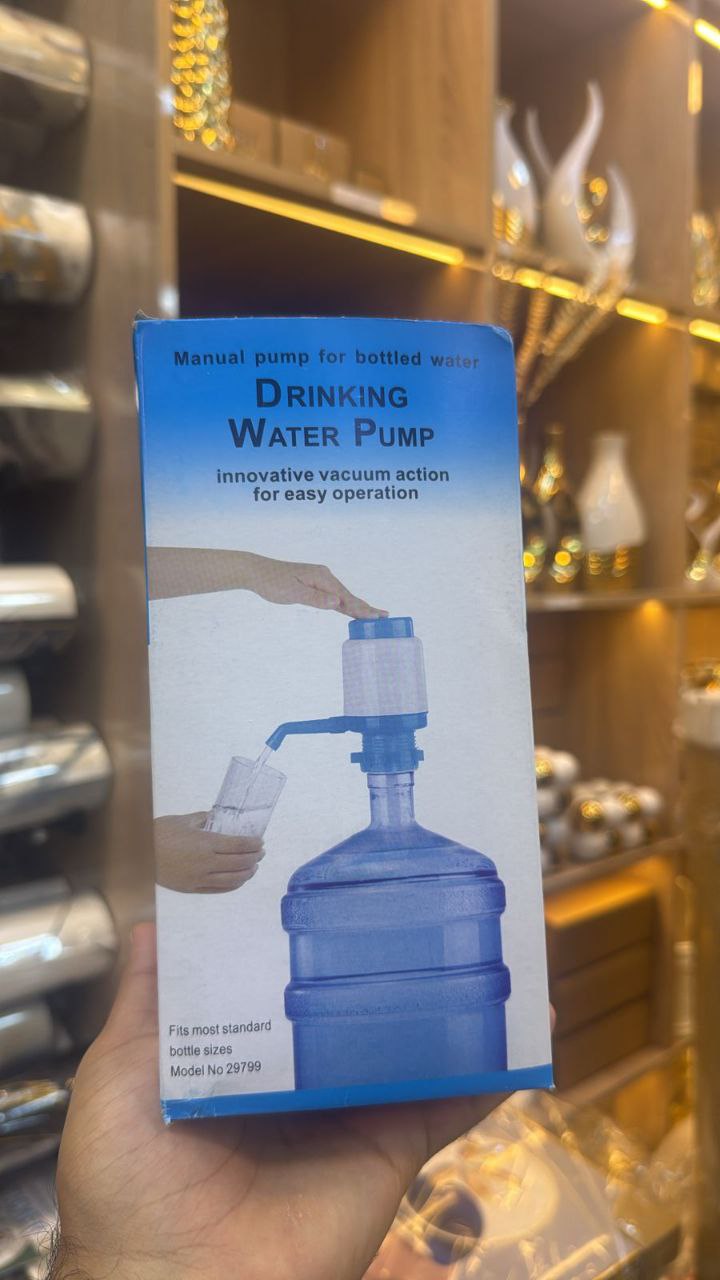 Manual pump for bottled water
DRINKING
WATER PUMP
innovative vacuum action
for easy operation
Fits most standard
bottle sizes
Model No 29799